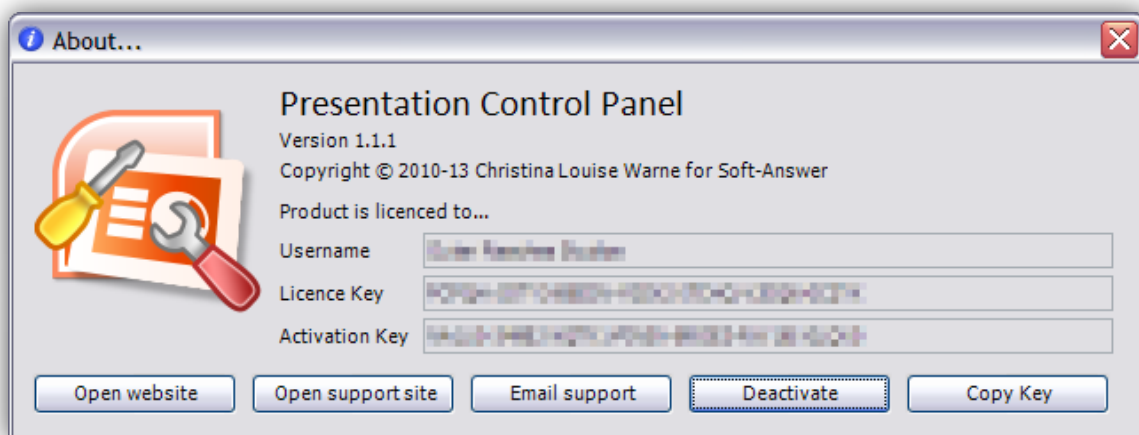 About...
Presentation Control Panel
Version 1.1.1
Copyright © 2010-13 Christina Louise Warne for Soft-Answer
Product is licenced to...
Username
Licence Key
Activation Key
Open website Open support site Email support Deactivate Copy Key